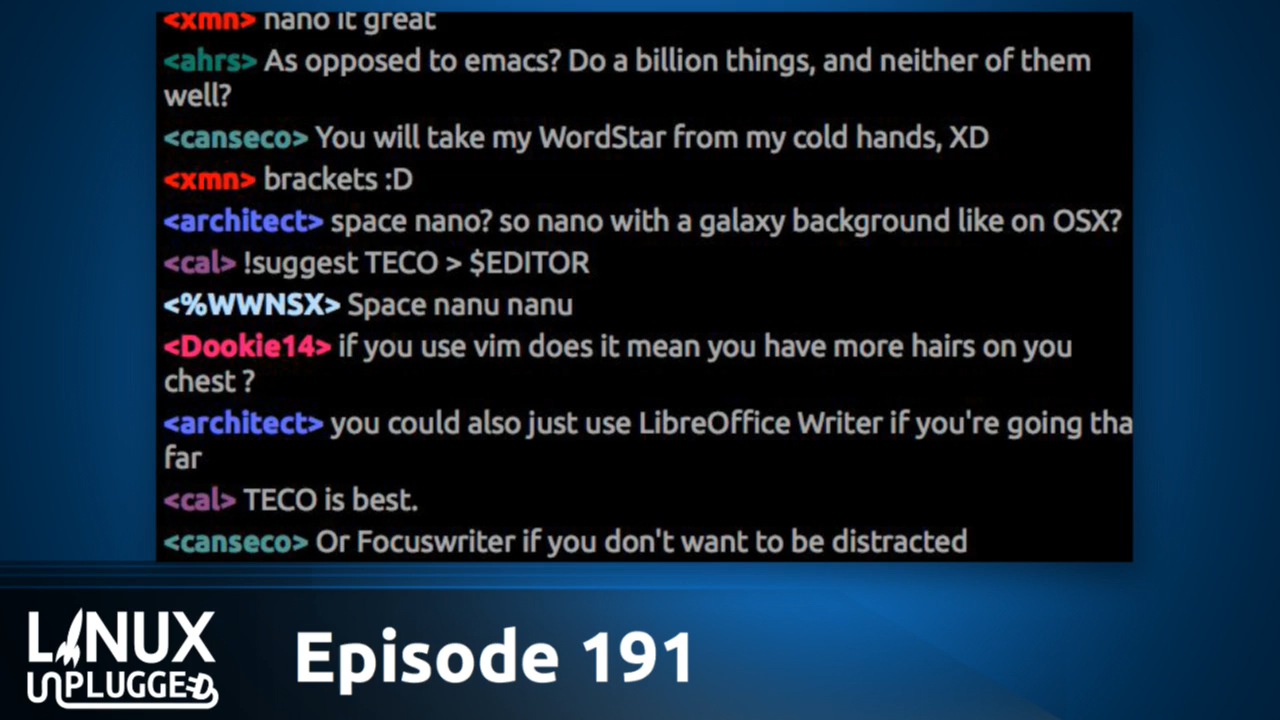 <xmn> nano it great
<ahrs> As opposed to emacs? Do a billion things, and neither of them
well?
<canseco> You will take my WordStar from my cold hands, XD
<xmn> brackets :D
<architect> space nano? so nano with a galaxy background like on OSX?
<cal> !suggest TECO > $EDITOR
<%WWNSX> Space nanu nanu
<Dookie14> if you use vim does it mean you have more hairs on you
chest ?
<architect> you could also just use LibreOffice Writer if you're going tha
far
<cal> TECO is best.
<canseco> Or Focuswriter if you don't want to be distracted
LINUX
UNPLUGGED
Episode 191